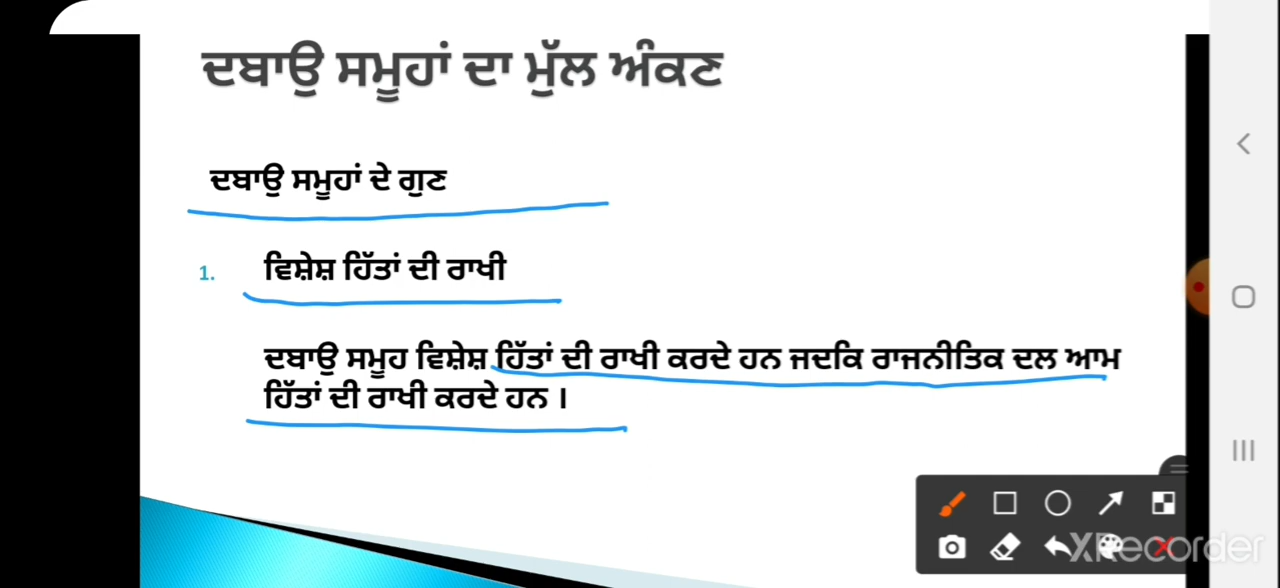 ਦਬਾਉ ਸਮੂਹਾਂ ਦਾ ਮੁੱਲ ਅੰਕਣ
ਦਬਾਉ ਸਮੂਹਾਂ ਦੇ ਗੁਣ
1. ਵਿਸ਼ੇਸ਼ ਹਿੱਤਾਂ ਦੀ ਰਾਖੀ
ਦਬਾਉ ਸਮੂਹ ਵਿਸ਼ੇਸ਼ ਹਿੱਤਾਂ ਦੀ ਰਾਖੀ ਕਰਦੇ ਹਨ ਜਦਕਿ ਰਾਜਨੀਤਿਕ ਦਲ ਆਮ
ਹਿੱਤਾਂ ਦੀ ਰਾਖੀ ਕਰਦੇ ਹਨ ।
XRecorder